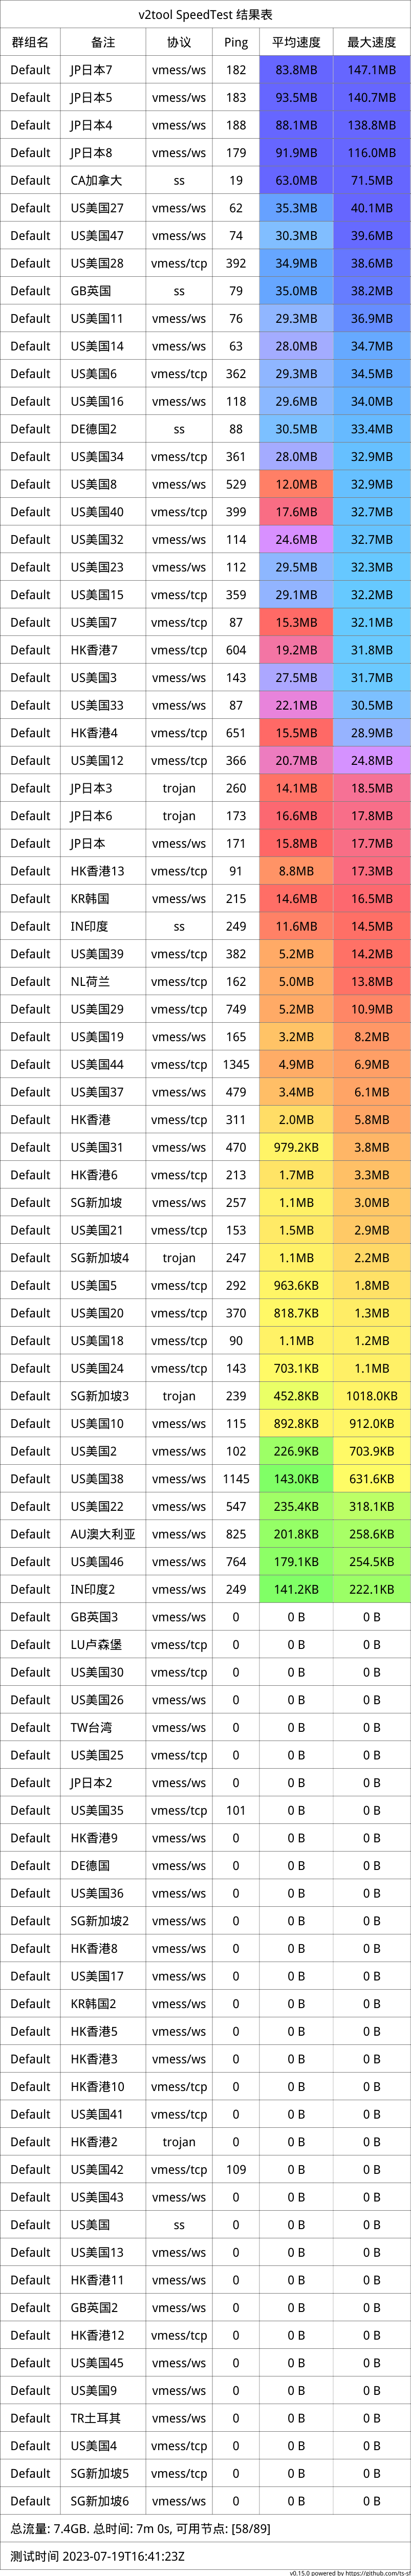 v2tool SpeedTest 结果表
群组名 备注 协议 Ping 平均速度 最大速度
Default JP日本7 vmess/ws 182 83.8MB 147.1MB
Default JP日本5 vmess/ws 183 93.5MB 140.7MB
Default JP日本4 vmess/ws 188 88.1MB 138.8MB
Default JP日本8 vmess/ws 179 91.9MB 116.0MB
Default CA加拿大 ss 19 63.0MB 71.5MB
Default US美国27 vmess/ws 62 35.3MB 40.1MB
Default US美国47 vmess/ws 74 30.3MB 39.6MB
Default US美国28 vmess/tcp 392 34.9MB 38.6MB
Default GB英国 ss 79 35.0MB 38.2MB
Default US美国11 vmess/ws 76 29.3MB 36.9MB
Default US美国14 vmess/ws 63 28.0MB 34.7MB
Default US美国6 vmess/tcp 362 29.3MB 34.5MB
Default US美国16 vmess/ws 118 29.6MB 34.0MB
Default DE德国2 ss 88 30.5MB 33.4MB
Default US美国34 vmess/tcp 361 28.0MB 32.9MB
Default US美国8 vmess/ws 529 12.0MB 32.9MB
Default US美国40 vmess/tcp 399 17.6MB 32.7MB
Default US美国32 vmess/ws 114 24.6MB 32.7MB
Default US美国23 vmess/ws 112 29.5MB 32.3MB
Default US美国15 vmess/tcp 359 29.1MB 32.2MB
Default US美国7 vmess/tcp 87 15.3MB 32.1MB
Default HK香港7 vmess/tcp 604 19.2MB 31.8MB
Default US美国3 vmess/ws 143 27.5MB 31.7MB
Default US美国33 vmess/ws 87 22.1MB 30.5MB
Default HK香港4 vmess/tcp 651 15.5MB 28.9MB
Default US美国12 vmess/tcp 366 20.7MB 24.8MB
Default JP日本3 trojan 260 14.1MB 18.5MB
Default JP日本6 trojan 173 16.6MB 17.8MB
Default JP日本 vmess/ws 171 15.8MB 17.7MB
Default HK香港13 vmess/tcp 91 8.8MB 17.3MB
Default KR韩国 vmess/ws 215 14.6MB 16.5MB
Default IN印度 ss 249 11.6MB 14.5MB
Default US美国39 vmess/tcp 382 5.2MB 14.2MB
Default NL荷兰 vmess/tcp 162 5.0MB 13.8MB
Default US美国29 vmess/tcp 749 5.2MB 10.9MB
Default US美国19 vmess/ws 165 3.2MB 8.2MB
Default US美国44 vmess/tcp 1345 4.9MB 6.9MB
Default US美国37 vmess/ws 479 3.4MB 6.1MB
Default HK香港 vmess/tcp 311 2.0MB 5.8MB
Default US美国31 vmess/ws 470 979.2KB 3.8MB
Default HK香港6 vmess/tcp 213 1.7MB 3.3MB
Default SG新加坡 vmess/ws 257 1.1MB 3.0MB
Default US美国21 vmess/tcp 153 1.5MB 2.9MB
Default SG新加坡4 trojan 247 1.1MB 2.2MB
Default US美国5 vmess/tcp 292 963.6KB 1.8MB
Default US美国20 vmess/tcp 370 818.7KB 1.3MB
Default US美国18 vmess/ws 90 1.1MB 1.2MB
Default US美国24 vmess/tcp 143 703.1KB 1.1MB
Default SG新加坡3 trojan 239 452.8KB 1018.0KB
Default US美国10 vmess/ws 115 892.8KB 912.0KB
Default US美国2 vmess/ws 102 226.9KB 703.9KB
Default US美国38 vmess/ws 1145 143.0KB 631.6KB
Default US美国22 vmess/tcp 547 235.4KB 318.1KB
Default AU澳大利亚 vmess/ws 825 201.8KB 258.6KB
Default US美国46 vmess/ws 764 179.1KB 254.5KB
Default IN印度2 vmess/ws 249 141.2KB 222.1KB
Default GB英国3 vmess/ws 0 0 B 0 B
Default LU卢森堡 vmess/tcp 0 0 B 0 B
Default US美国30 vmess/tcp 0 0 B 0 B
Default US美国26 vmess/ws 0 0 B 0 B
Default TW台湾 vmess/ws 0 0 B 0 B
Default US美国25 vmess/tcp 0 0 B 0 B
Default JP日本2 vmess/ws 0 0 B 0 B
Default US美国35 vmess/tcp 101 0 B 0 B
Default HK香港9 vmess/ws 0 0 B 0 B
Default DE德国 vmess/ws 0 0 B 0 B
Default US美国36 vmess/ws 0 0 B 0 B
Default SG新加坡2 vmess/ws 0 0 B 0 B
Default HK香港8 vmess/ws 0 0 B 0 B
Default US美国17 vmess/ws 0 0 B 0 B
Default KR韩国2 vmess/ws 0 0 B 0 B
Default HK香港5 vmess/ws 0 0 B 0 B
Default HK香港3 vmess/ws 0 0 B 0 B
Default HK香港10 vmess/tcp 0 0 B 0 B
Default US美国41 vmess/tcp 0 0 B 0 B
Default HK香港2 trojan 0 0 B 0 B
Default US美国42 vmess/tcp 109 0 B 0 B
Default US美国43 vmess/ws 0 0 B 0 B
Default US美国 ss 0 0 B 0 B
Default US美国13 vmess/ws 0 0 B 0 B
Default HK香港11 vmess/ws 0 0 B 0 B
Default GB英国2 vmess/ws 0 0 B 0 B
Default HK香港12 vmess/tcp 0 0 B 0 B
Default US美国45 vmess/ws 0 0 B 0 B
Default US美国9 vmess/ws 0 0 B 0 B
Default TR土耳其 vmess/ws 0 0 B 0 B
Default US美国4 vmess/tcp 0 0 B 0 B
Default SG新加坡5 vmess/tcp 0 0 B 0 B
Default SG新加坡6 vmess/ws 0 0 B 0 B
总流量: 7.4GB. 总时间: 7m 0s, 可用节点: [58/89]
测试时间 2023-07-19T16:41:23Z
v0.15.0 powered by https://github.com/ts-sf